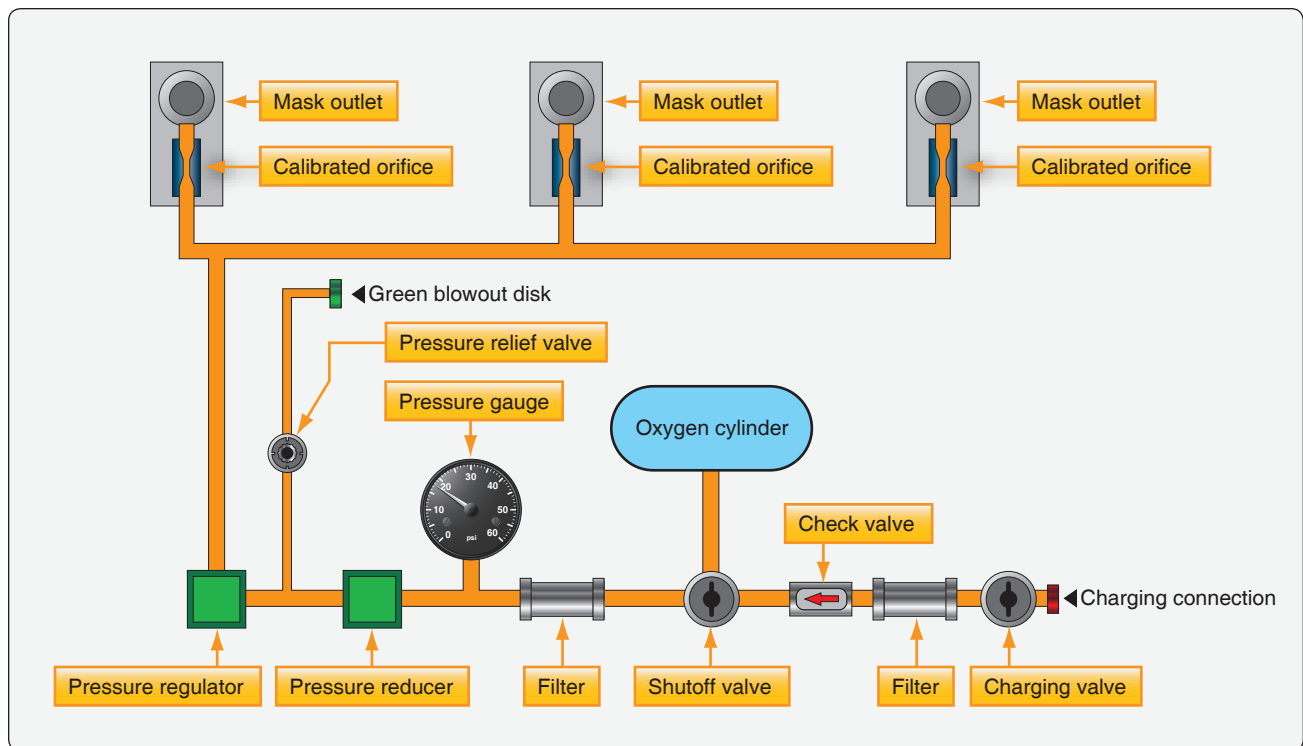 Mask outlet
Mask outlet
Mask outlet
Calibrated orifice
Calibrated orifice
Calibrated orifice
Green blowout disk
Pressure relief valve
Pressure gauge
0
10
20
30
40
50
60
psi
Oxygen cylinder
Check valve
Charging connection
Pressure regulator
Pressure reducer
Filter
Shutoff valve
Filter
Charging valve